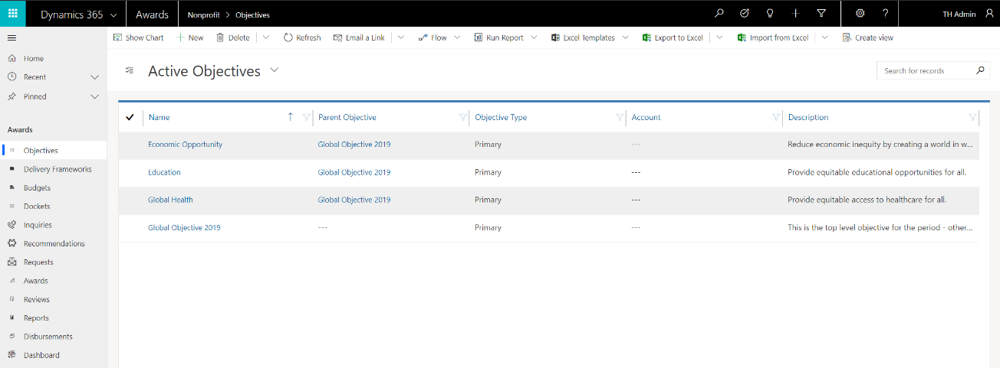 Dynamics 365 Awards Nonprofit > Objectives TH Admin
Show Chart New Delete Refresh Email a Link Flow Run Report Excel Templates Export to Excel Import from Excel Create view
Home
Recent
Pinned
Awards
Objectives
Delivery Frameworks
Budgets
Dockets
Inquiries
Recommendations
Requests
Awards
Reviews
Reports
Disbursements
Dashboard
Active Objectives
Search for records
Name Parent Objective Objective Type Account Description
Economic Opportunity Global Objective 2019 Primary --- Reduce economic inequity by creating a world in w...
Education Global Objective 2019 Primary --- Provide equitable educational opportunities for all.
Global Health Global Objective 2019 Primary --- Provide equitable access to healthcare for all.
Global Objective 2019 --- Primary --- This is the top level objective for the period - other...